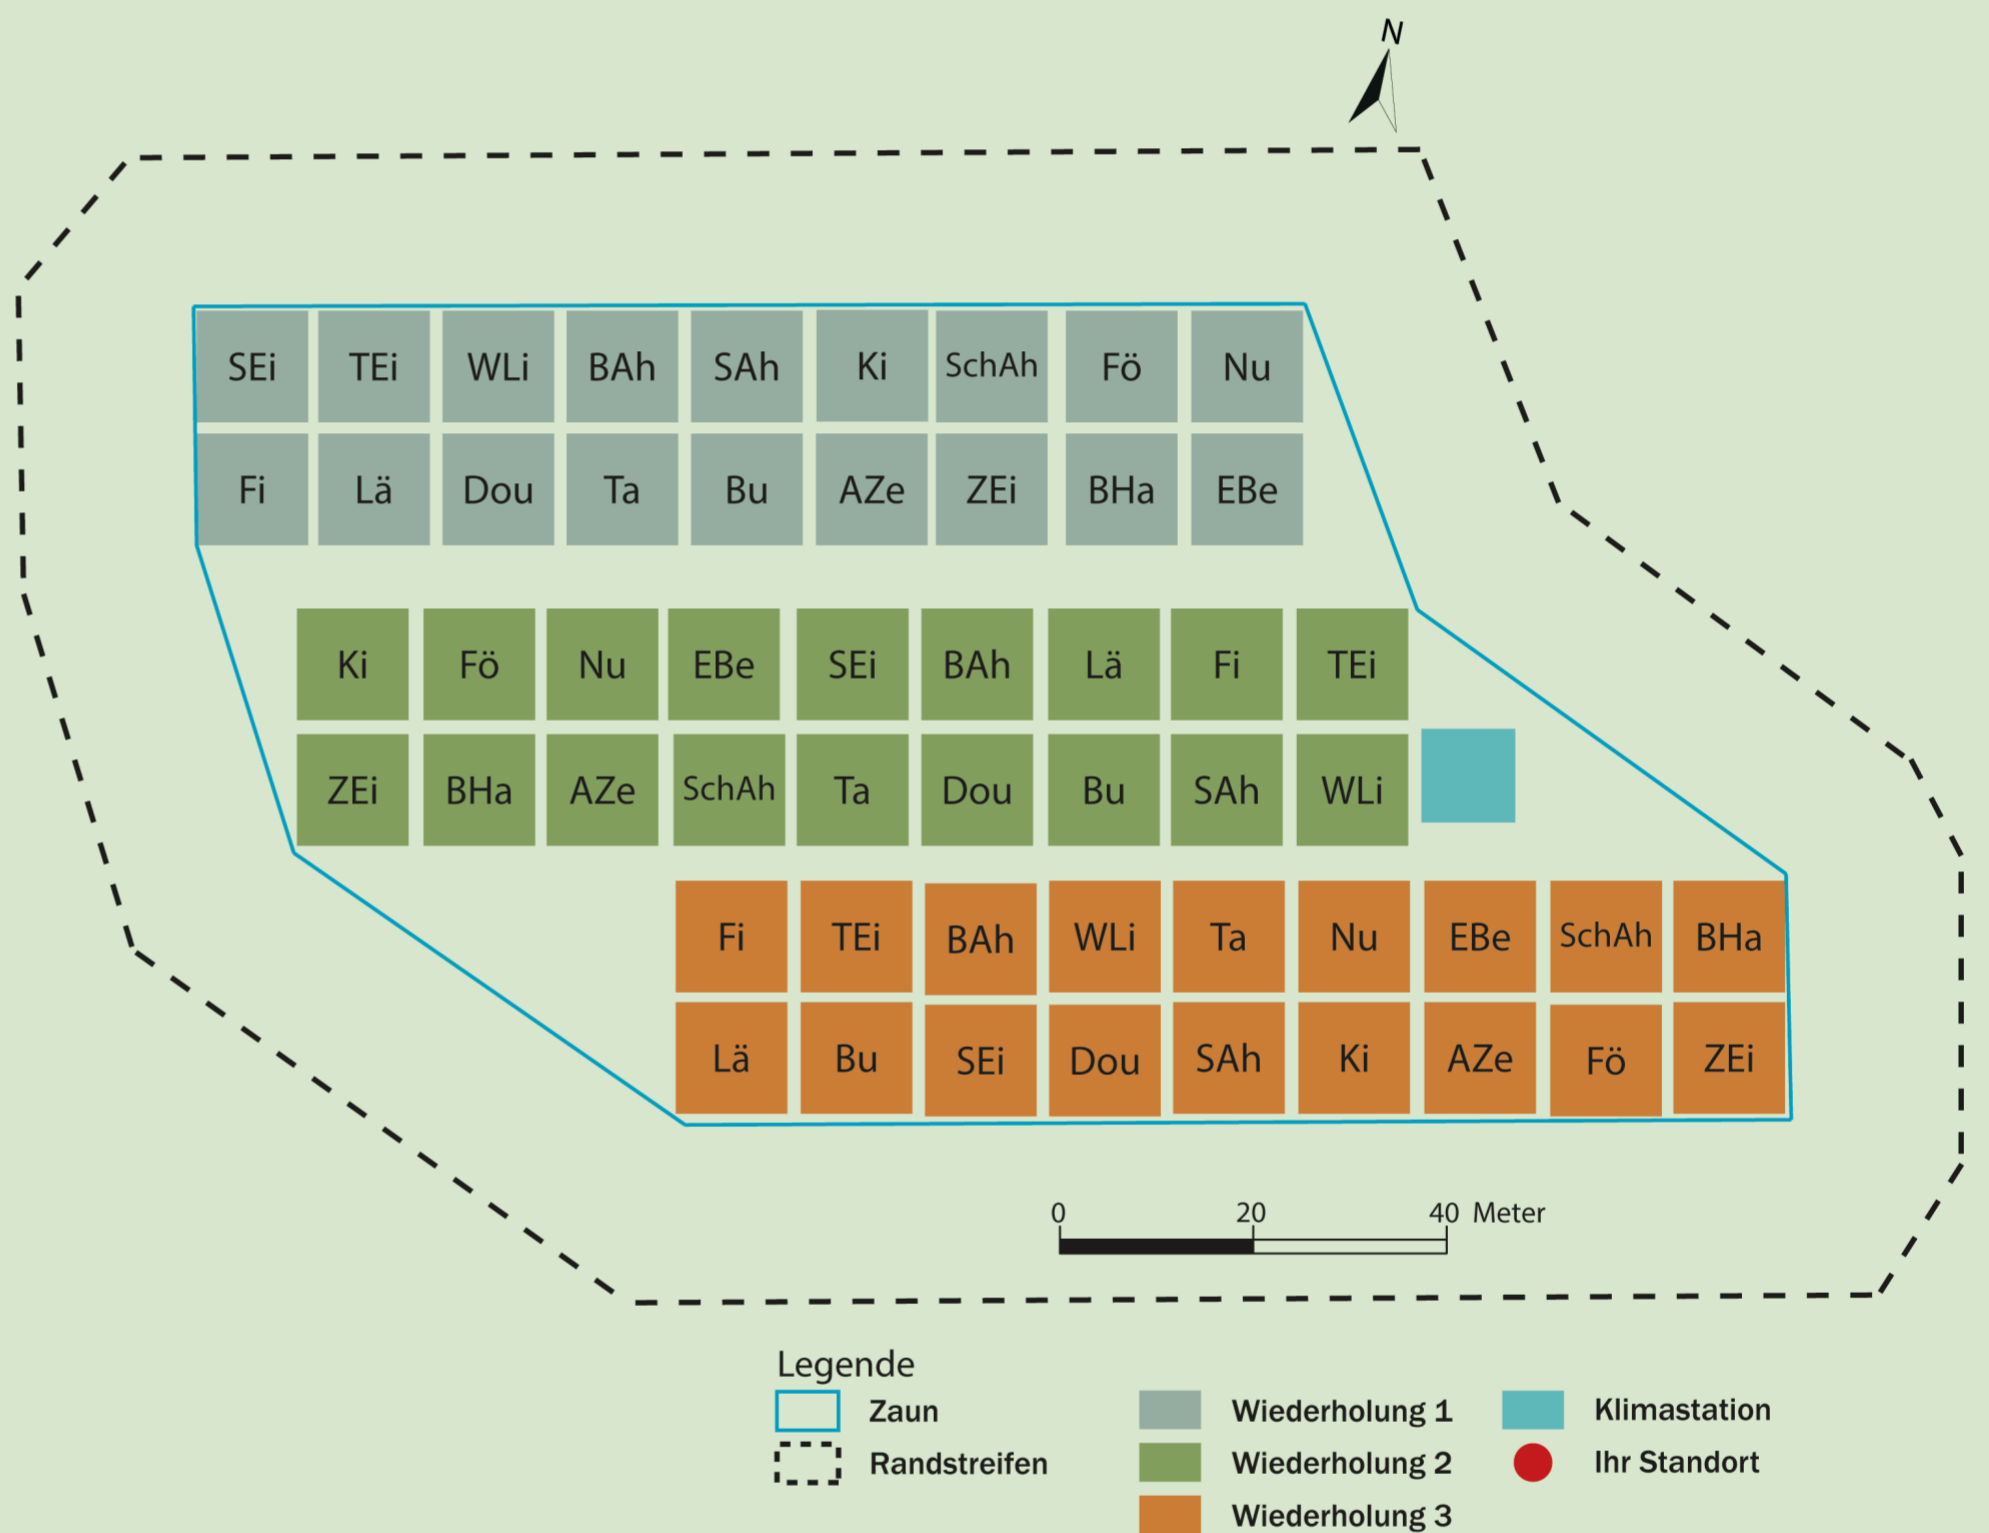 N
SEi TEi WLi BAh SAh Ki SchAh Fö Nu
Fi Lä Dou Ta Bu AZe ZEi BHa EBe
Ki Fö Nu EBe SEi BAh Lä Fi TEi
ZEi BHa AZe SchAh Ta Dou Bu SAh WLi
Fi TEi BAh WLi Ta Nu EBe SchAh BHa
Lä Bu SEi Dou SAh Ki AZe Fö ZEi
0 20 40 Meter
Legende
Zaun Wiederholung 1 Klimastation
Randstreifen Wiederholung 2 Ihr Standort
Wiederholung 3